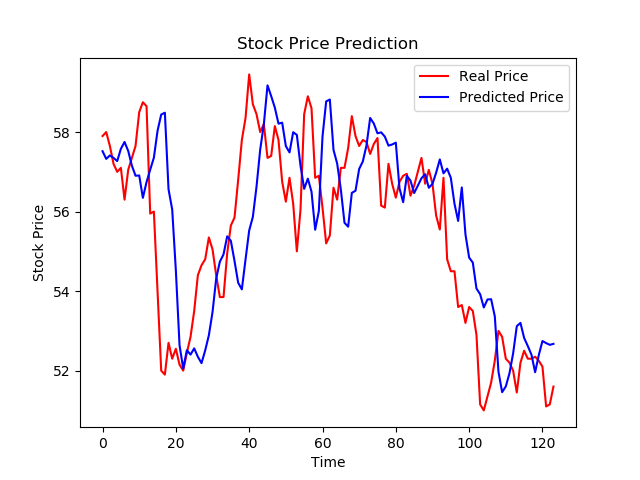 Stock Price Prediction
Real Price
Predicted Price
Stock Price
58
56
54
52
0 20 40 60 80 100 120
Time